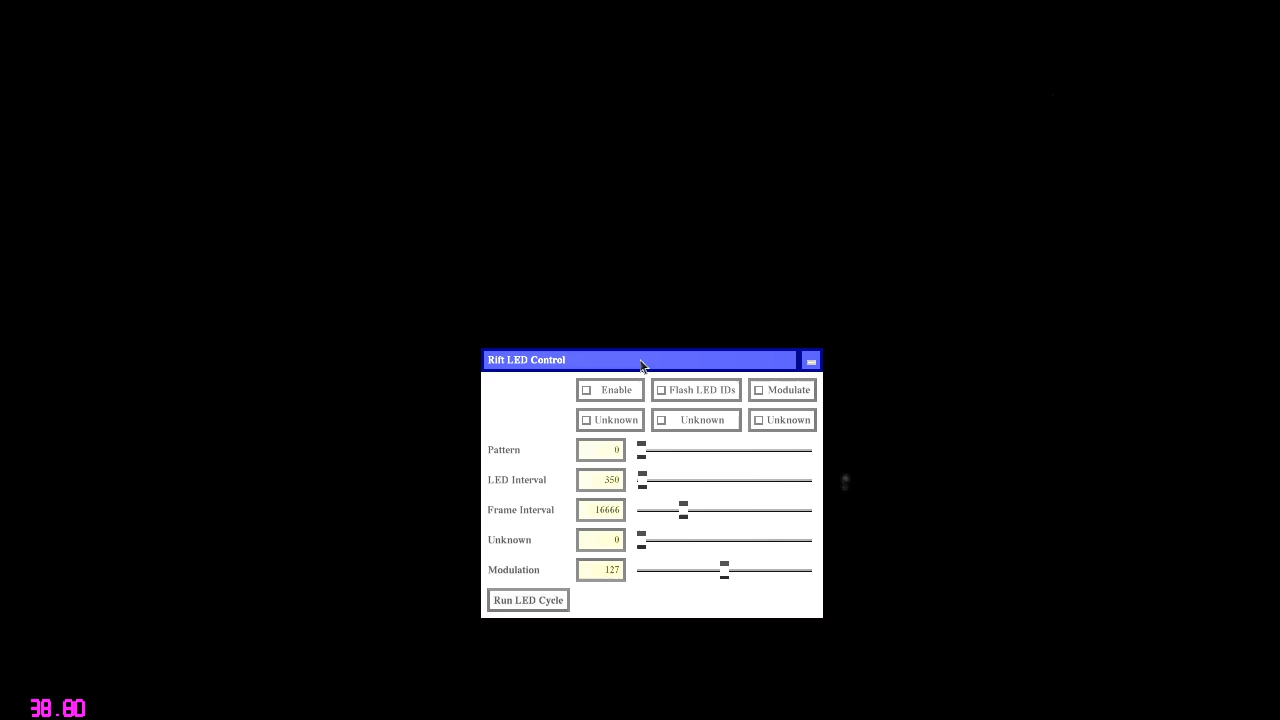 Rift LED Control
Enable Flash LED IDs Modulate
Unknown Unknown Unknown
Pattern 0
LED Interval 350
Frame Interval 16666
Unknown 0
Modulation 127
Run LED Cycle
38.80